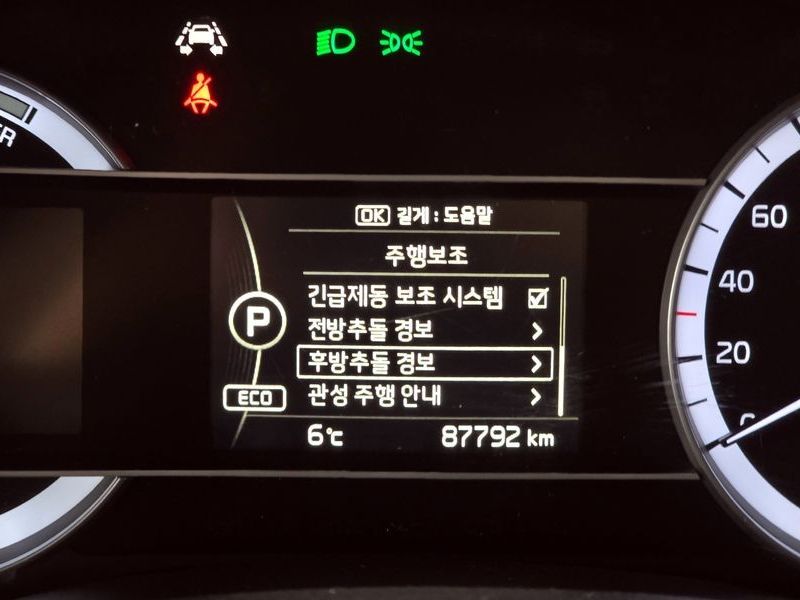 OK 길게 : 도움말
주행보조
긴급제동 보조 시스템
전방추돌 경보
P
후방추돌 경보
ECO
관성 주행 안내
6℃
87792 km
60
40
20
0